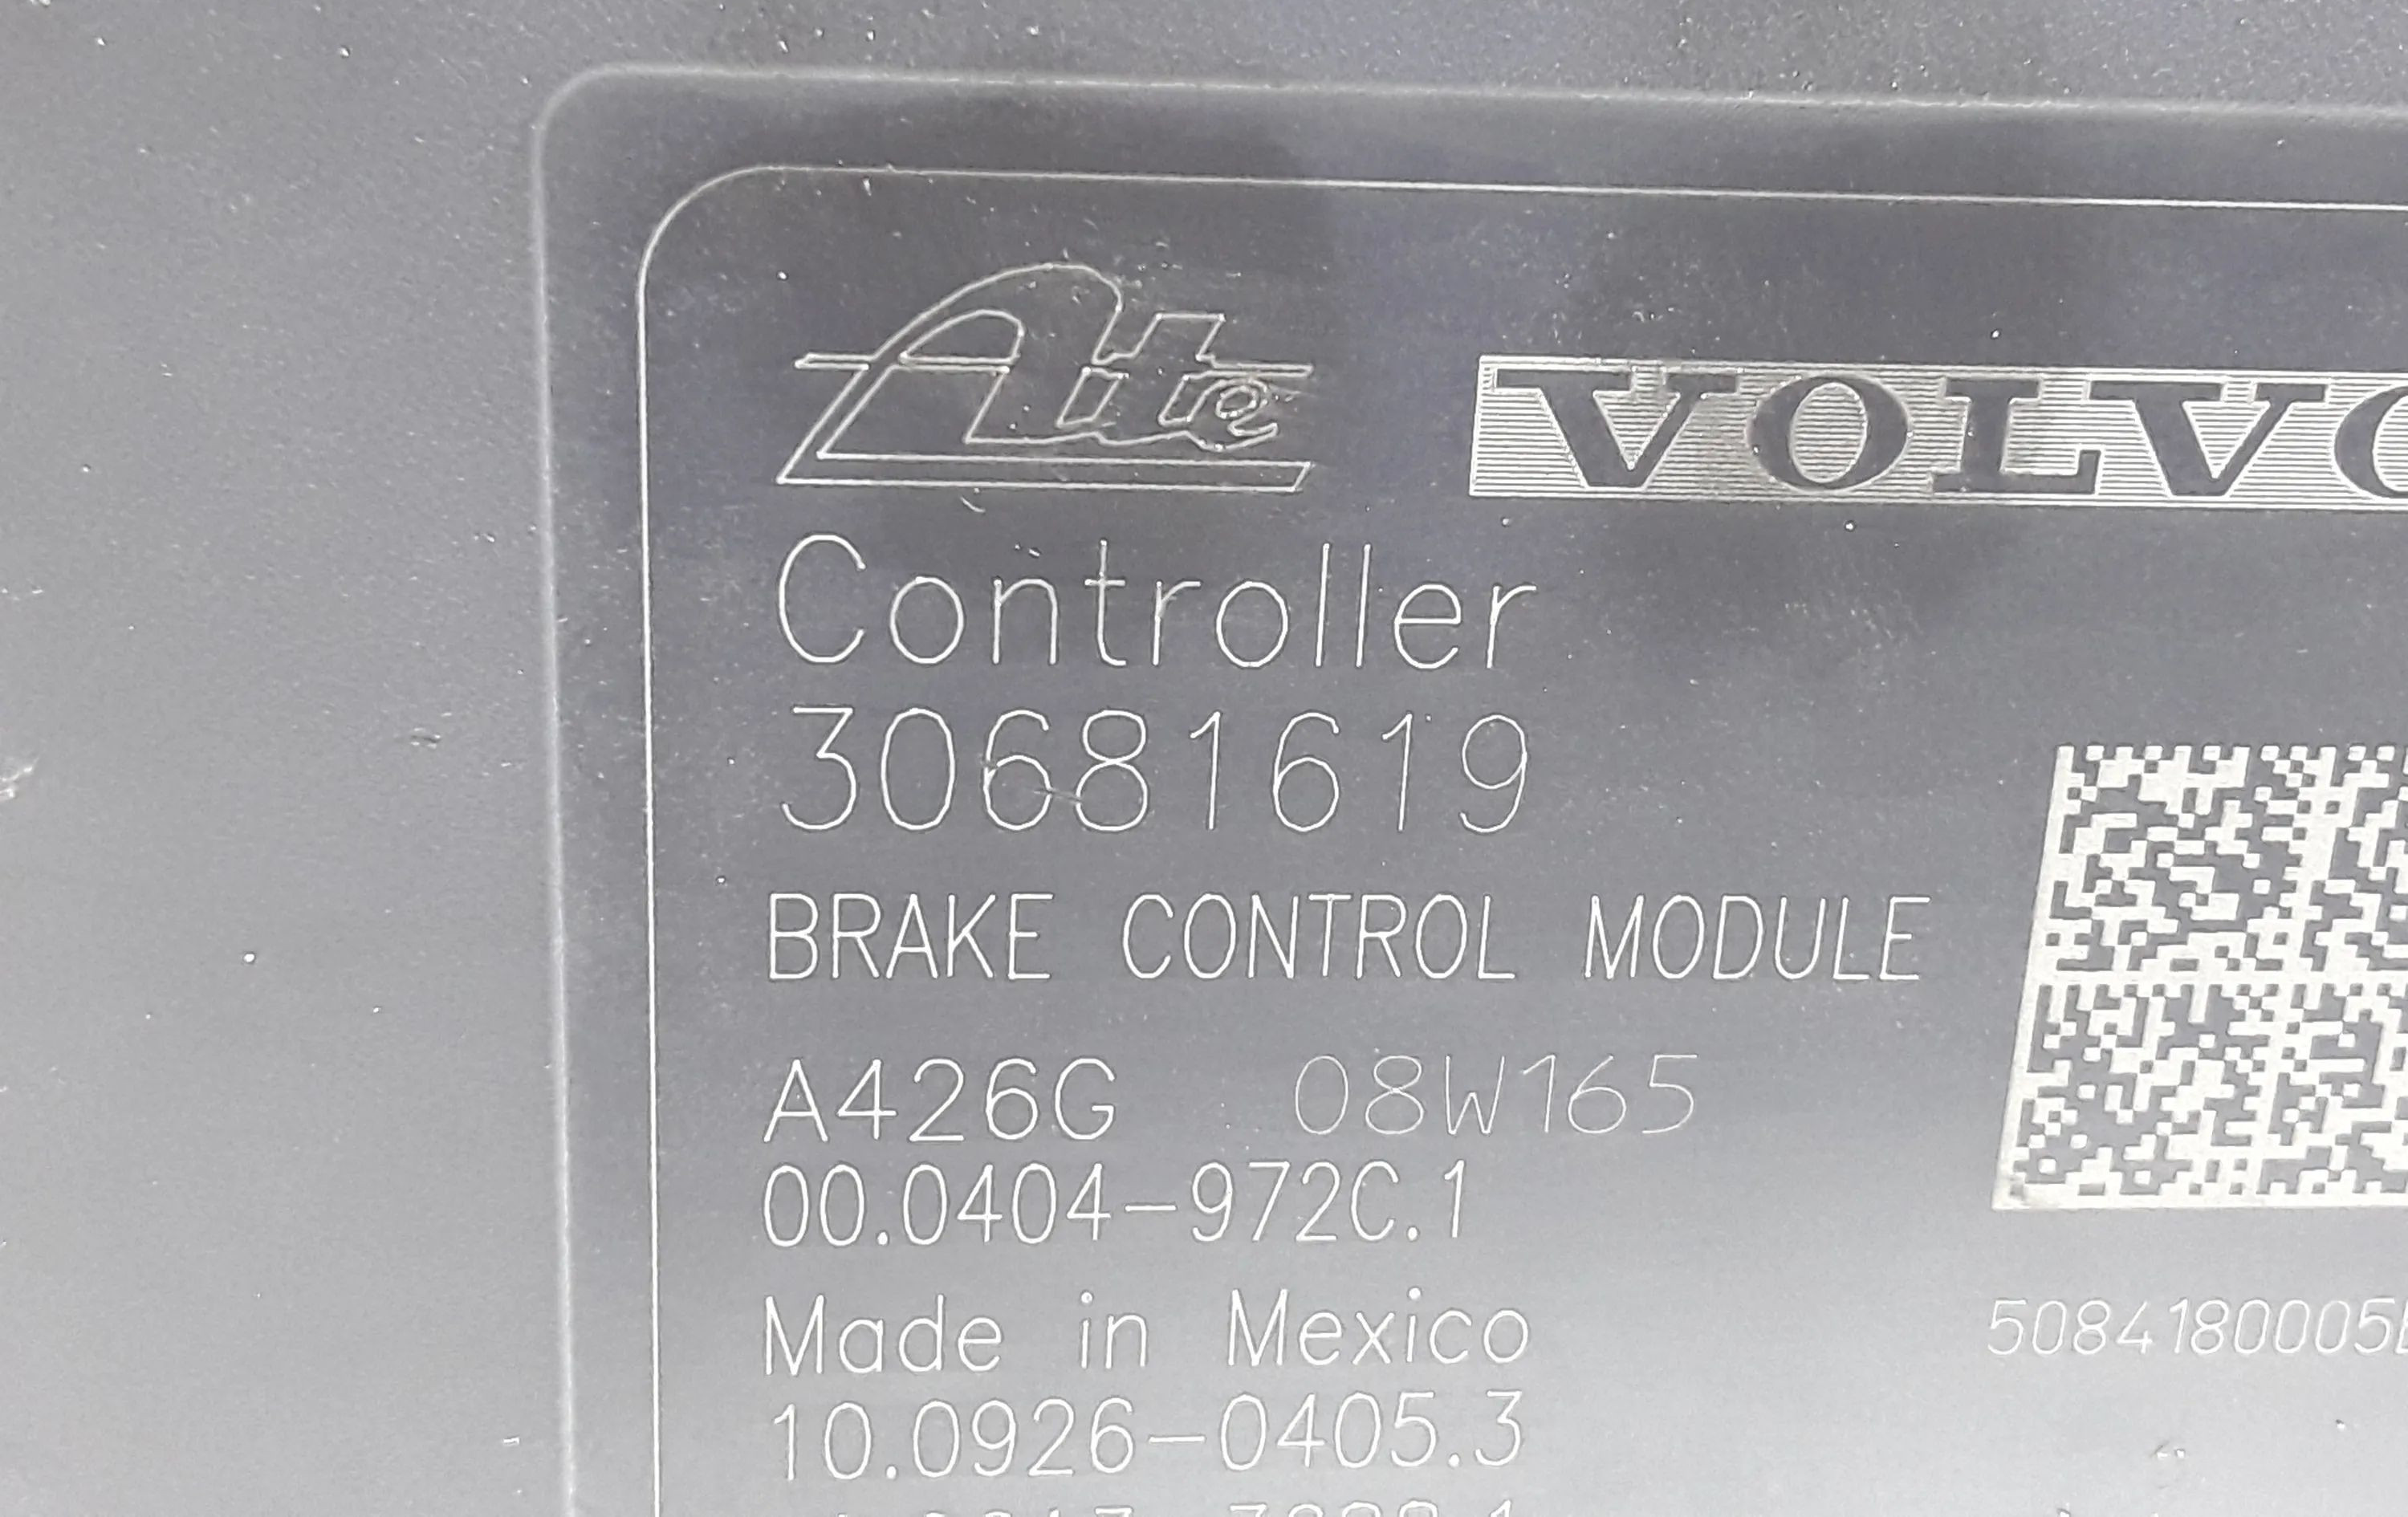 Ate VOLVO
Controller
30681619
BRAKE CONTROL MODULE
A426G 08W165
00.0404-972C.1
5084180005
Made in Mexico
10.0926-0405.3